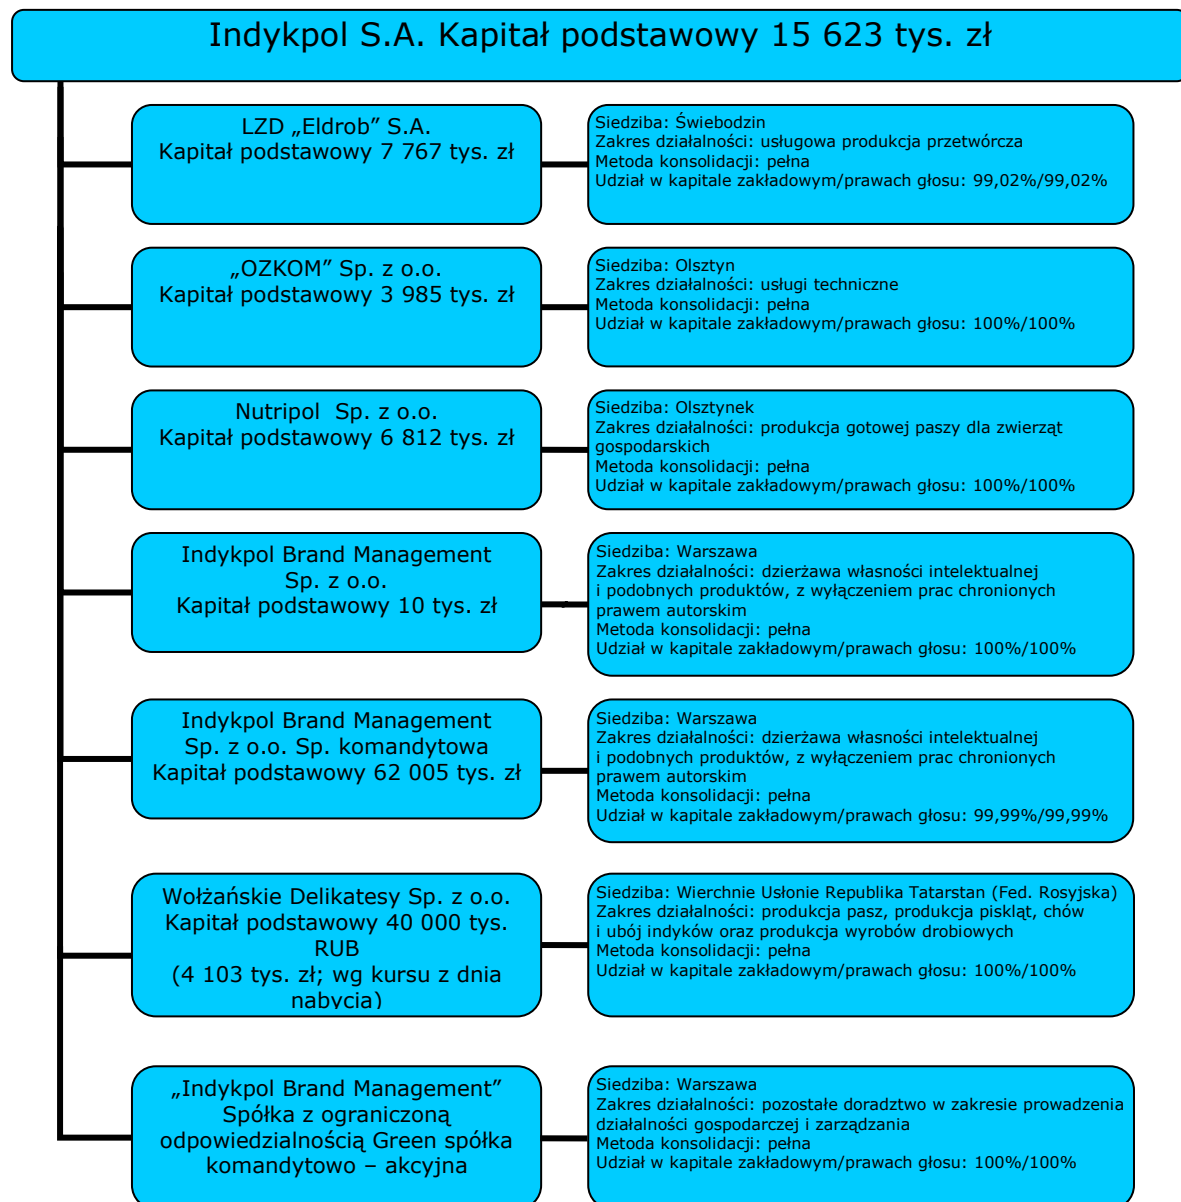 Indykpol S.A. Kapitał podstawowy 15 623 tys. zł
LZD „Eldrob” S.A.
Kapitał podstawowy 7 767 tys. zł
Siedziba: Świebodzin
Zakres działalności: usługowa produkcja przetwórcza
Metoda konsolidacji: pełna
Udział w kapitale zakładowym/prawach głosu: 99,02%/99,02%
„OZKOM” Sp. z o.o.
Kapitał podstawowy 3 985 tys. zł
Siedziba: Olsztyn
Zakres działalności: usługi techniczne
Metoda konsolidacji: pełna
Udział w kapitale zakładowym/prawach głosu: 100%/100%
Nutripol Sp. z o.o.
Kapitał podstawowy 6 812 tys. zł
Siedziba: Olsztynek
Zakres działalności: produkcja gotowej paszy dla zwierząt
gospodarskich
Metoda konsolidacji: pełna
Udział w kapitale zakładowym/prawach głosu: 100%/100%
Indykpol Brand Management
Sp. z o.o.
Kapitał podstawowy 10 tys. zł
Siedziba: Warszawa
Zakres działalności: dzierżawa własności intelektualnej
i podobnych produktów, z wyłączeniem prac chronionych
prawem autorskim
Metoda konsolidacji: pełna
Udział w kapitale zakładowym/prawach głosu: 100%/100%
Indykpol Brand Management
Sp. z o.o. Sp. komandytowa
Kapitał podstawowy 62 005 tys. zł
Siedziba: Warszawa
Zakres działalności: dzierżawa własności intelektualnej
i podobnych produktów, z wyłączeniem prac chronionych
prawem autorskim
Metoda konsolidacji: pełna
Udział w kapitale zakładowym/prawach głosu: 99,99%/99,99%
Wołżańskie Delikatesy Sp. z o.o.
Kapitał podstawowy 40 000 tys.
RUB
(4 103 tys. zł; wg kursu z dnia
nabycia)
Siedziba: Wierchnie Usłonie Republika Tatarstan (Fed. Rosyjska)
Zakres działalności: produkcja pasz, produkcja piskląt, chów
i ubój indyków oraz produkcja wyrobów drobiowych
Metoda konsolidacji: pełna
Udział w kapitale zakładowym/prawach głosu: 100%/100%
„Indykpol Brand Management”
Spółka z ograniczoną
odpowiedzialnością Green spółka
komandytowo – akcyjna
Siedziba: Warszawa
Zakres działalności: pozostałe doradztwo w zakresie prowadzenia
działalności gospodarczej i zarządzania
Metoda konsolidacji: pełna
Udział w kapitale zakładowym/prawach głosu: 100%/100%